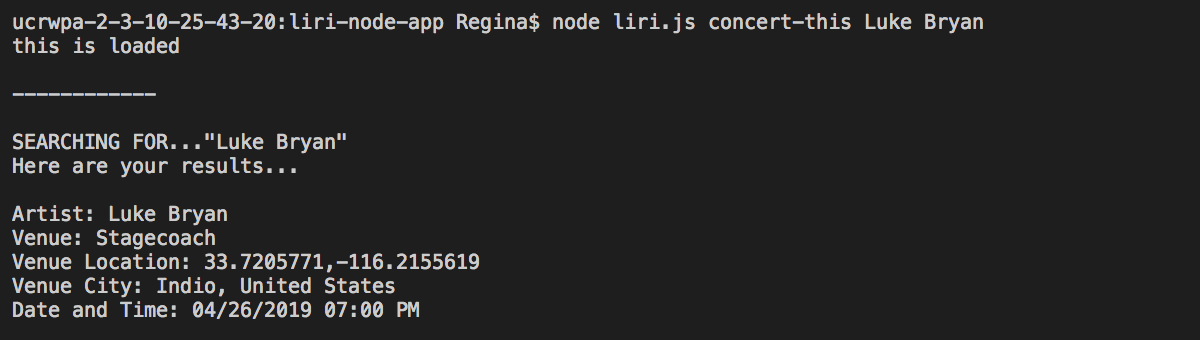 ucrwpa-2-3-10-25-43-20:liri-node-app Regina$ node liri.js concert-this Luke Bryan
this is loaded
------------
SEARCHING FOR..."Luke Bryan"
Here are your results...
Artist: Luke Bryan
Venue: Stagecoach
Venue Location: 33.7205771,-116.2155619
Venue City: Indio, United States
Date and Time: 04/26/2019 07:00 PM